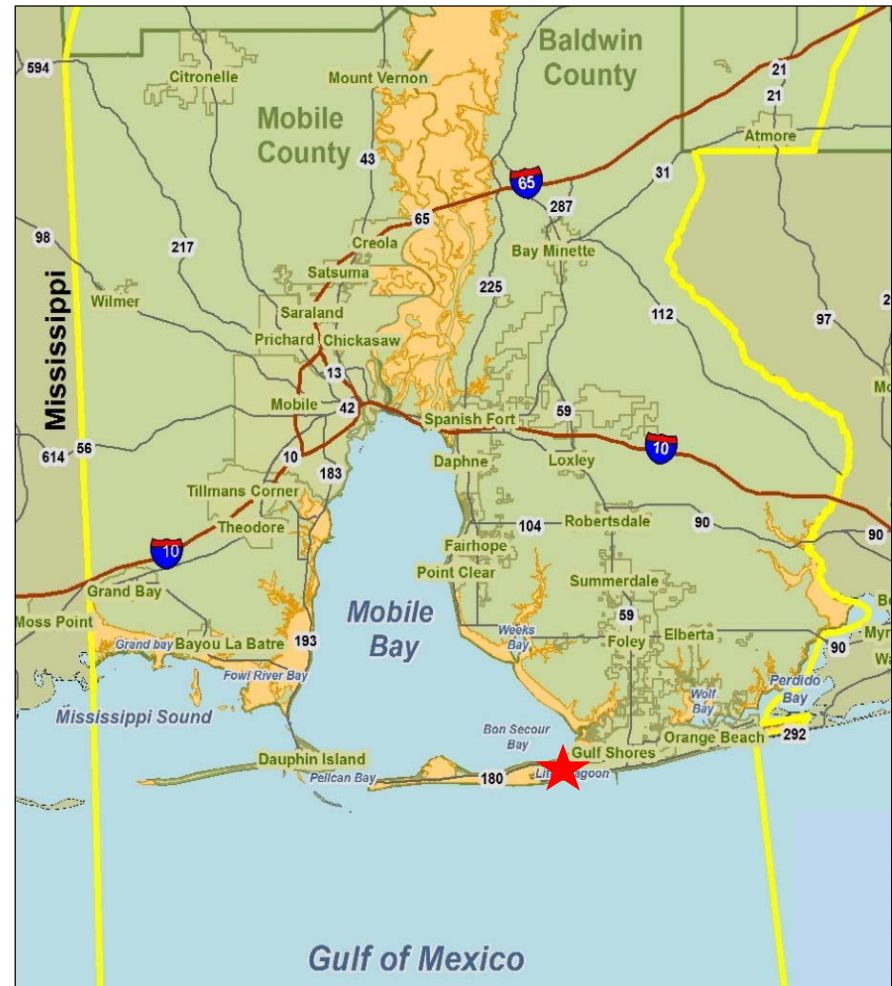 594
Citronelle
Mount Vernon
Baldwin
County
21
21
Atmore
Mobile
County
43
31
65
287
65
98
217
Creola
Bay Minette
Satsuma
225
Wilmer
Saraland
112
97
2
Mississippi
Prichard
Chickasaw
13
Mobile
42
Spanish Fort
59
614
56
10
183
Daphne
Loxley
10
Tillmans Corner
Theodore
104
Robertsdale
90
90
10
Fairhope
Point Clear
Summerdale
Grand Bay
Moss Point
Mobile
Bay
59
Grand bay
Bayou La Batre
193
Weeks
Bay
Foley
Elberta
90
Fowl River Bay
Wolf
Bay
Perdido
Bay
Mississippi Sound
Bon Secour
Bay
Orange Beach
292
Dauphin Island
Gulf Shores
Pelican Bay
180
Gulf of Mexico